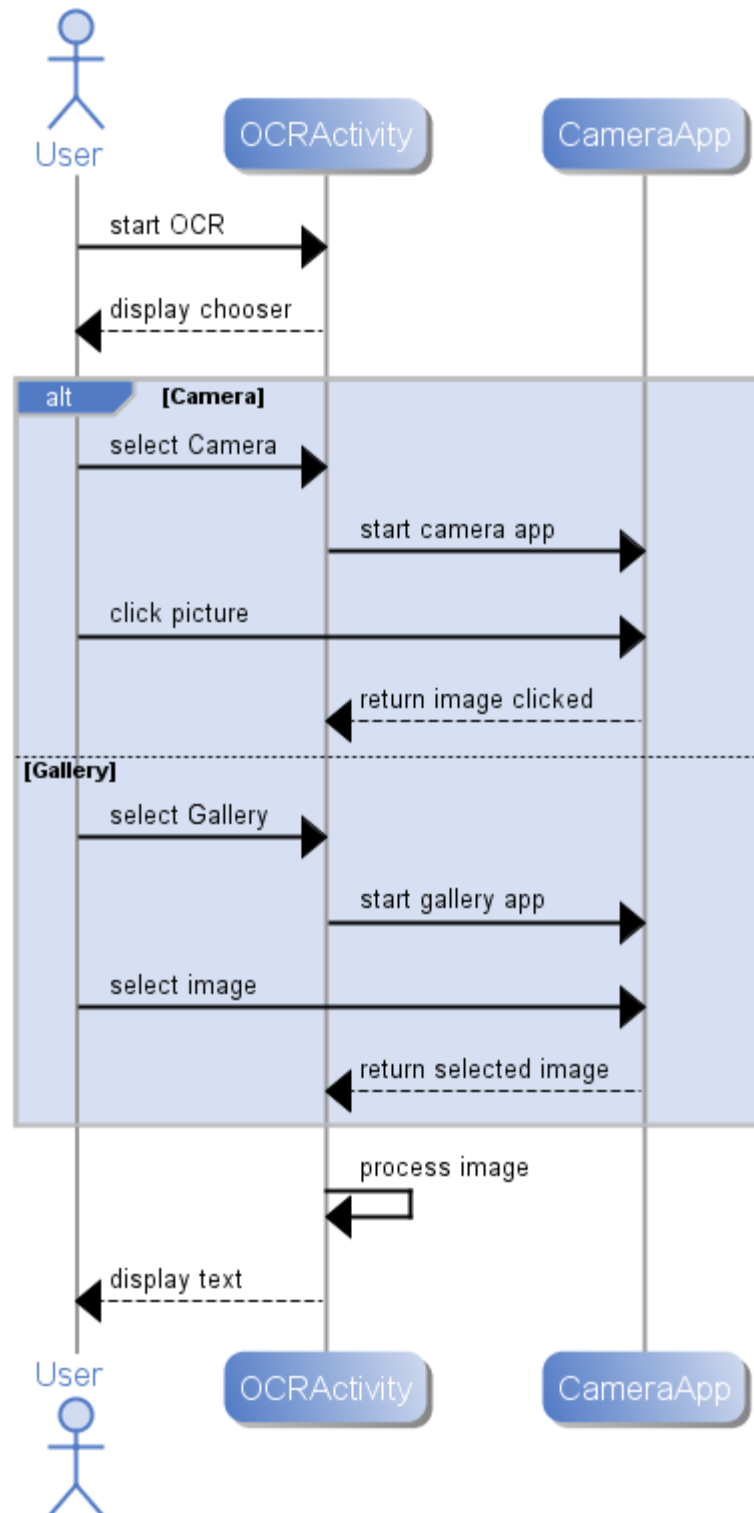 User
OCRActivity
CameraApp
start OCR
display chooser
alt
[Camera]
select Camera
start camera app
click picture
return image clicked
[Gallery]
select Gallery
start gallery app
select image
return selected image
process image
display text
User
OCRActivity
CameraApp